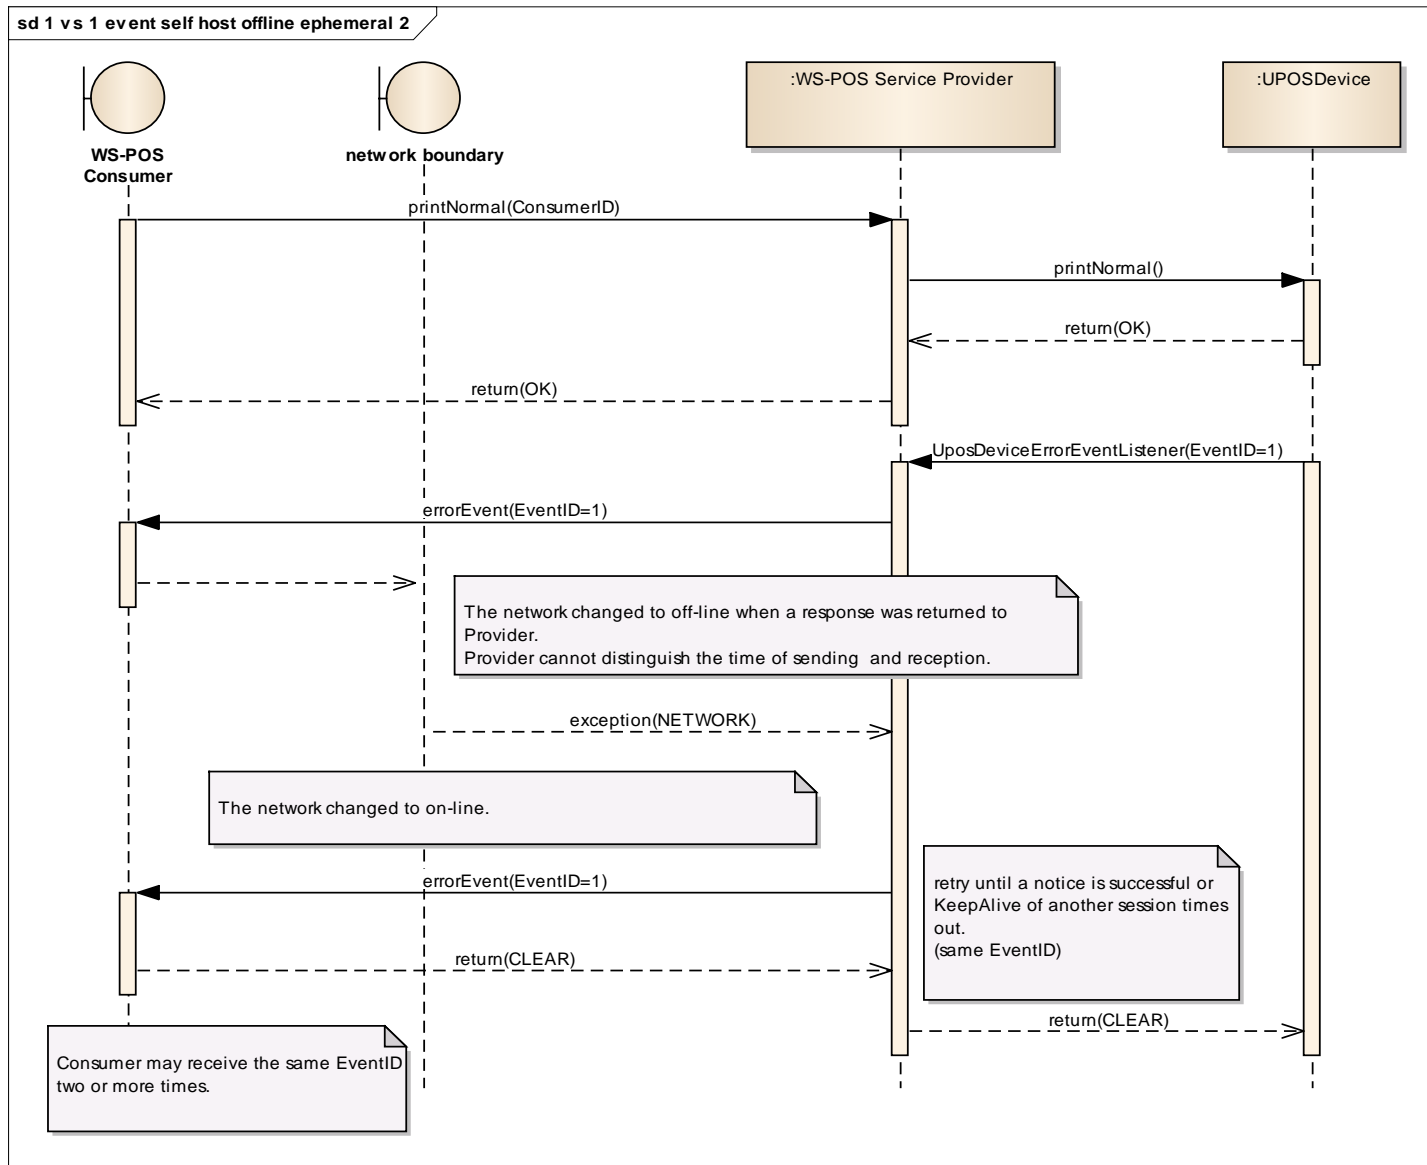 sd 1 vs 1 event self host offline ephemeral 2
:WS-POS Service Provider
:UPOSDevice
WS-POS
Consumer
network boundary
printNormal(ConsumerID)
printNormal()
return(OK)
return(OK)
UposDeviceErrorEventListener(EventID=1)
errorEvent(EventID=1)
The network changed to off-line when a response was returned to
Provider.
Provider cannot distinguish the time of sending and reception.
exception(NETWORK)
The network changed to on-line.
errorEvent(EventID=1)
retry until a notice is successful or
KeepAlive of another session times
out.
(same EventID)
return(CLEAR)
return(CLEAR)
Consumer may receive the same EventID
two or more times.